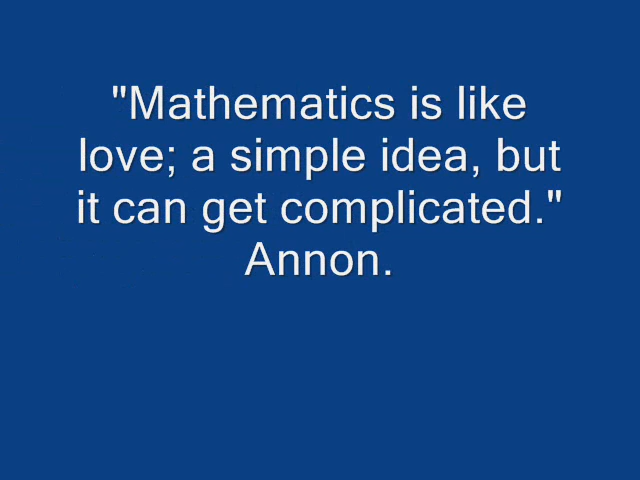 "Mathematics is like
love; a simple idea, but
it can get complicated."
Annon.